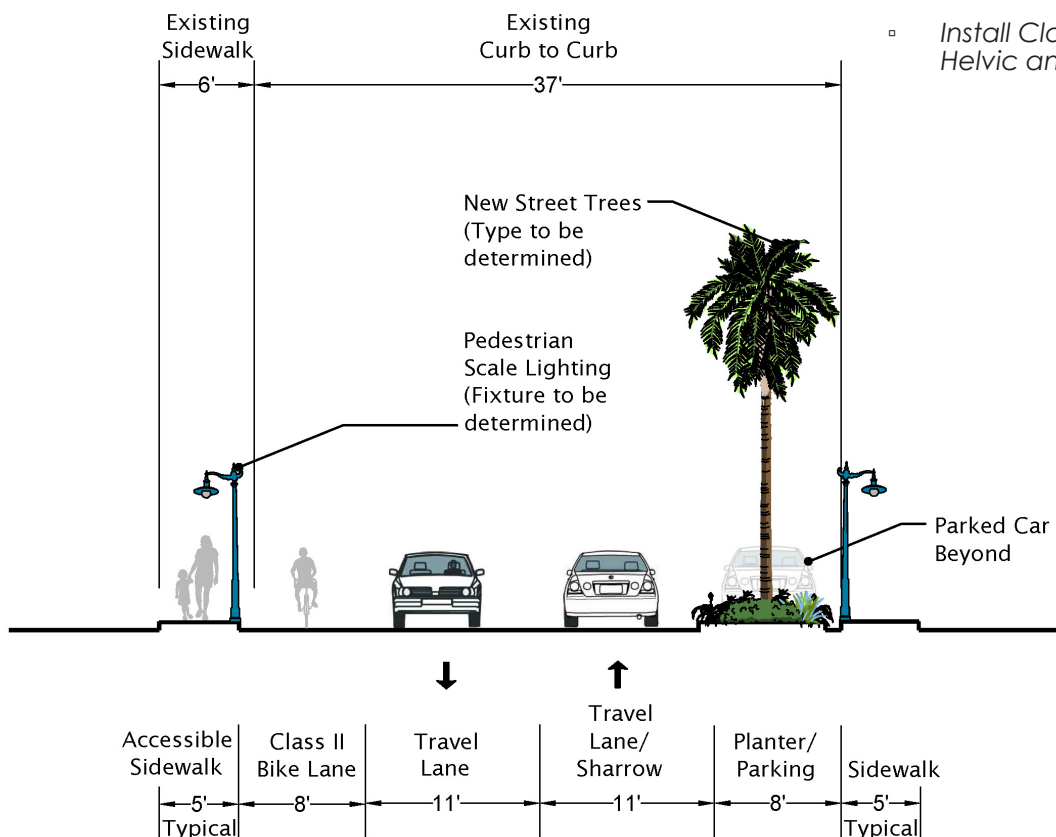 Existing
Sidewalk
6'
Existing
Curb to Curb
37'
▫ Install
Helvic
New Street Trees
(Type to be
determined)
Pedestrian
Scale Lighting
(Fixture to be
determined)
Parked Car
Beyond
Accessible
Sidewalk
5'
Typical
Class II
Bike Lane
8'
Travel
Lane
11'
Travel
Lane/
Sharrow
11'
Planter/
Parking
8'
Sidewalk
5'
Typical